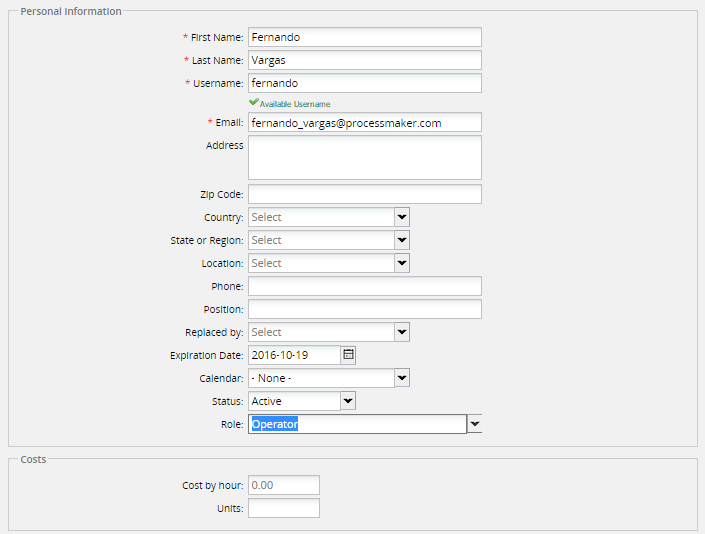 Personal Information
* First Name: Fernando
* Last Name: Vargas
* Username: fernando
Available Username
* Email: fernando_vargas@processmaker.com
Address
Zip Code:
Country: Select
State or Region: Select
Location: Select
Phone:
Position:
Replaced by: Select
Expiration Date: 2016-10-19
Calendar: - None -
Status: Active
Role: Operator
Costs
Cost by hour: 0.00
Units: